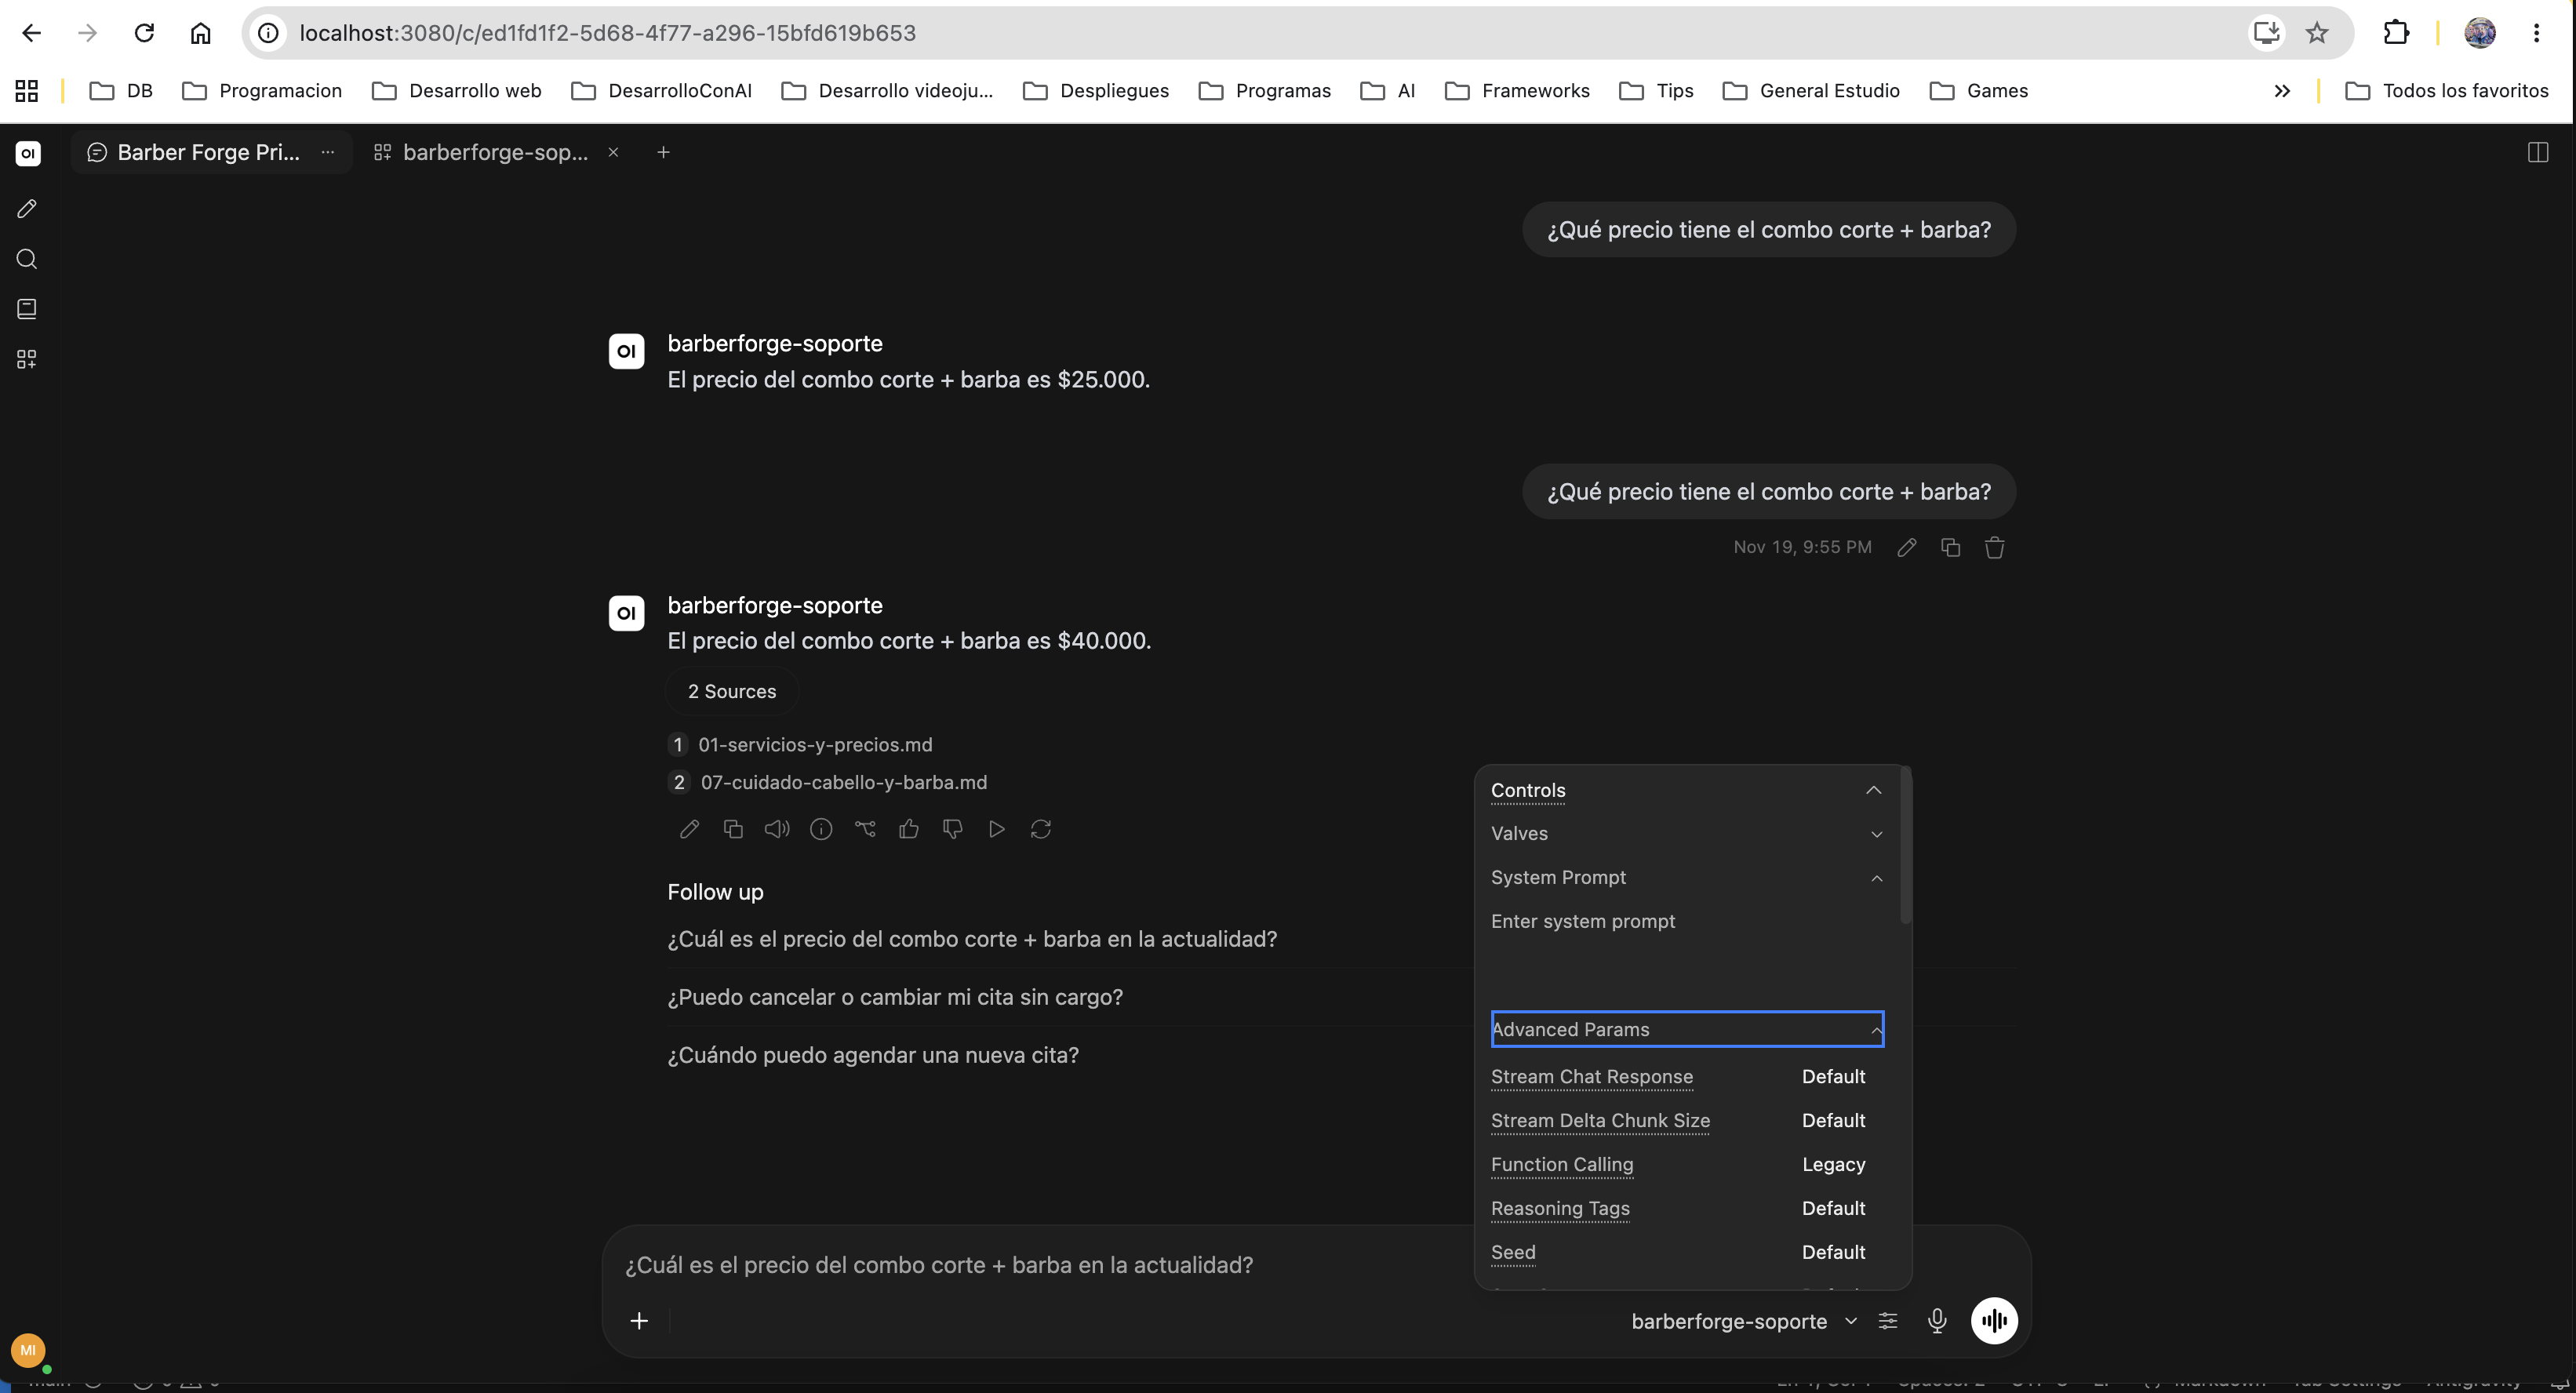 localhost:3080/c/ed1fd1f2-5d68-4f77-a296-15bfd619b653
DB
Programacion
Desarrollo web
DesarrolloConAI
Desarrollo videoju...
Despliegues
Programas
AI
Frameworks
Tips
General Estudio
Games
Todos los favoritos
OI
Barber Forge Pri...
barberforge-sop...
¿Qué precio tiene el combo corte + barba?
OI
barberforge-soporte
El precio del combo corte + barba es $25.000.
¿Qué precio tiene el combo corte + barba?
Nov 19, 9:55 PM
OI
barberforge-soporte
El precio del combo corte + barba es $40.000.
2 Sources
1 01-servicios-y-precios.md
2 07-cuidado-cabello-y-barba.md
Follow up
¿Cuál es el precio del combo corte + barba en la actualidad?
¿Puedo cancelar o cambiar mi cita sin cargo?
¿Cuándo puedo agendar una nueva cita?
Controls
Valves
System Prompt
Enter system prompt
Advanced Params
Stream Chat Response Default
Stream Delta Chunk Size Default
Function Calling Legacy
Reasoning Tags Default
Seed Default
¿Cuál es el precio del combo corte + barba en la actualidad?
barberforge-soporte
MI